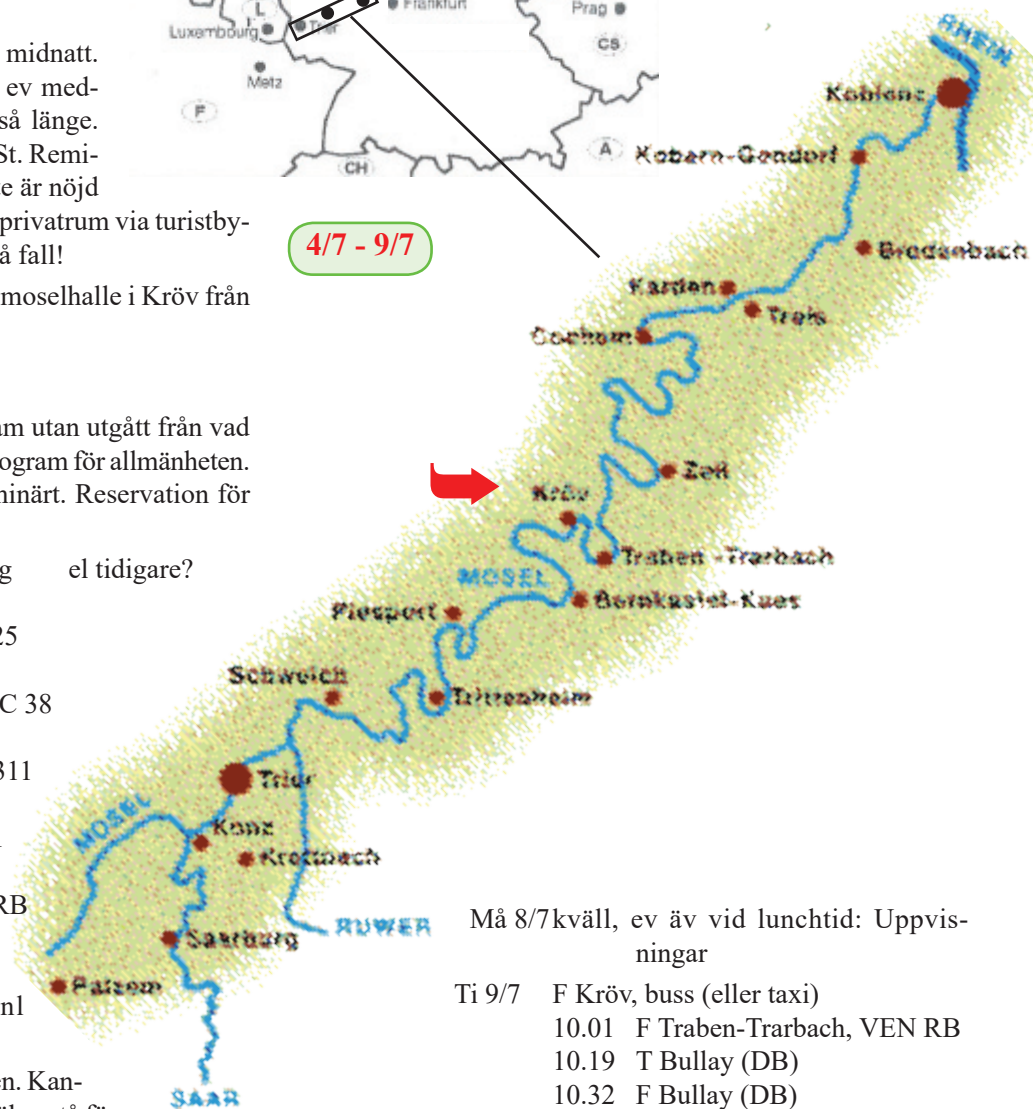 L
Frankfurt
Prag
Luxembourg
Trier
CS
Metz
F
A
CH
midnatt.
ev med-
så länge.
St. Remi-
e är nöjd
privatrum via turistby-
å fall!
moselhalle i Kröv från
4/7 - 9/7
am utan utgått från vad
ogram för allmänheten.
ninärt. Reservation för
g el tidigare?
25
C 38
311
RB
nl
en. Kan-
RHEIN
Koblenz
Kobern-Gondorf
Brodenbach
Karden
Treis
Cochem
Zell
Kröv
Traben-Trarbach
MOSEL
Bernkastel-Kues
Piesport
Schweich
Trittenheim
Trier
MOSEL
Konz
Krettnach
RUWER
Saarburg
Palzem
SAAR
Må 8/7 kväll, ev äv vid lunchtid: Uppvis-
ningar
Ti 9/7 F Kröv, buss (eller taxi)
10.01 F Traben-Trarbach, VEN RB
10.19 T Bullay (DB)
10.32 F Bullay (DB)